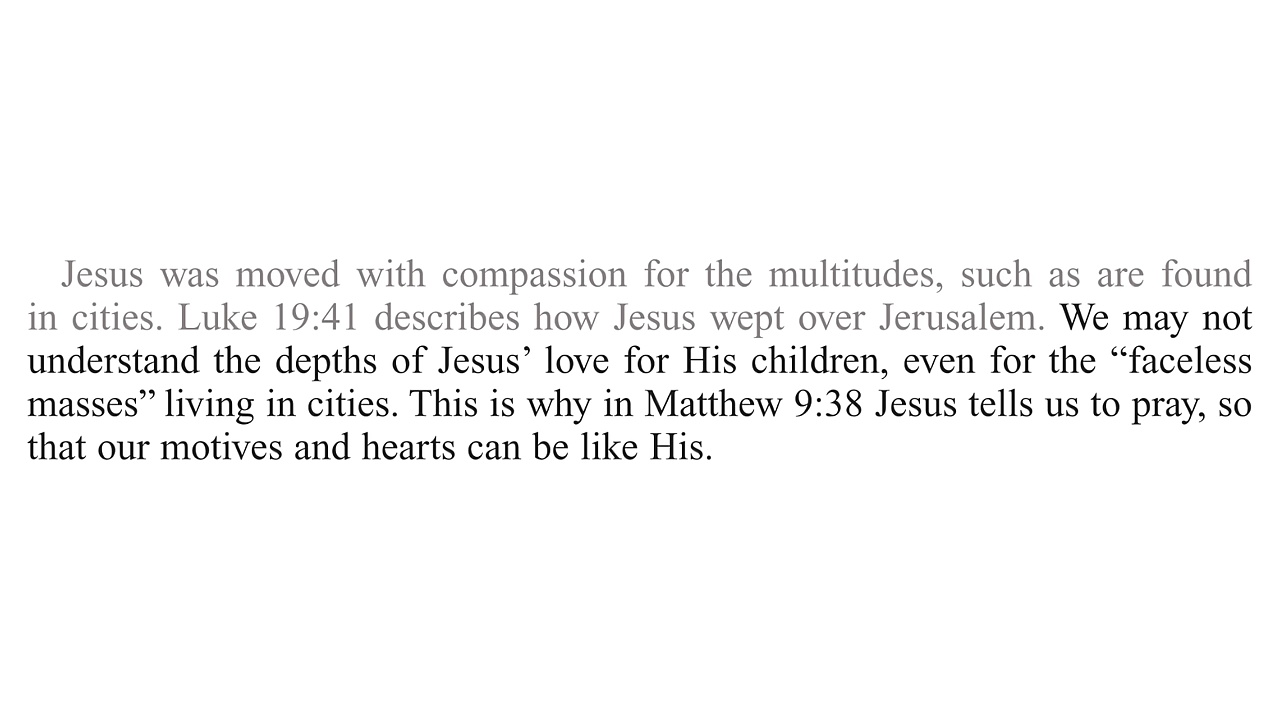 Jesus was moved with compassion for the multitudes, such as are found
in cities. Luke 19:41 describes how Jesus wept over Jerusalem. We may not
understand the depths of Jesus’ love for His children, even for the “faceless
masses” living in cities. This is why in Matthew 9:38 Jesus tells us to pray, so
that our motives and hearts can be like His.